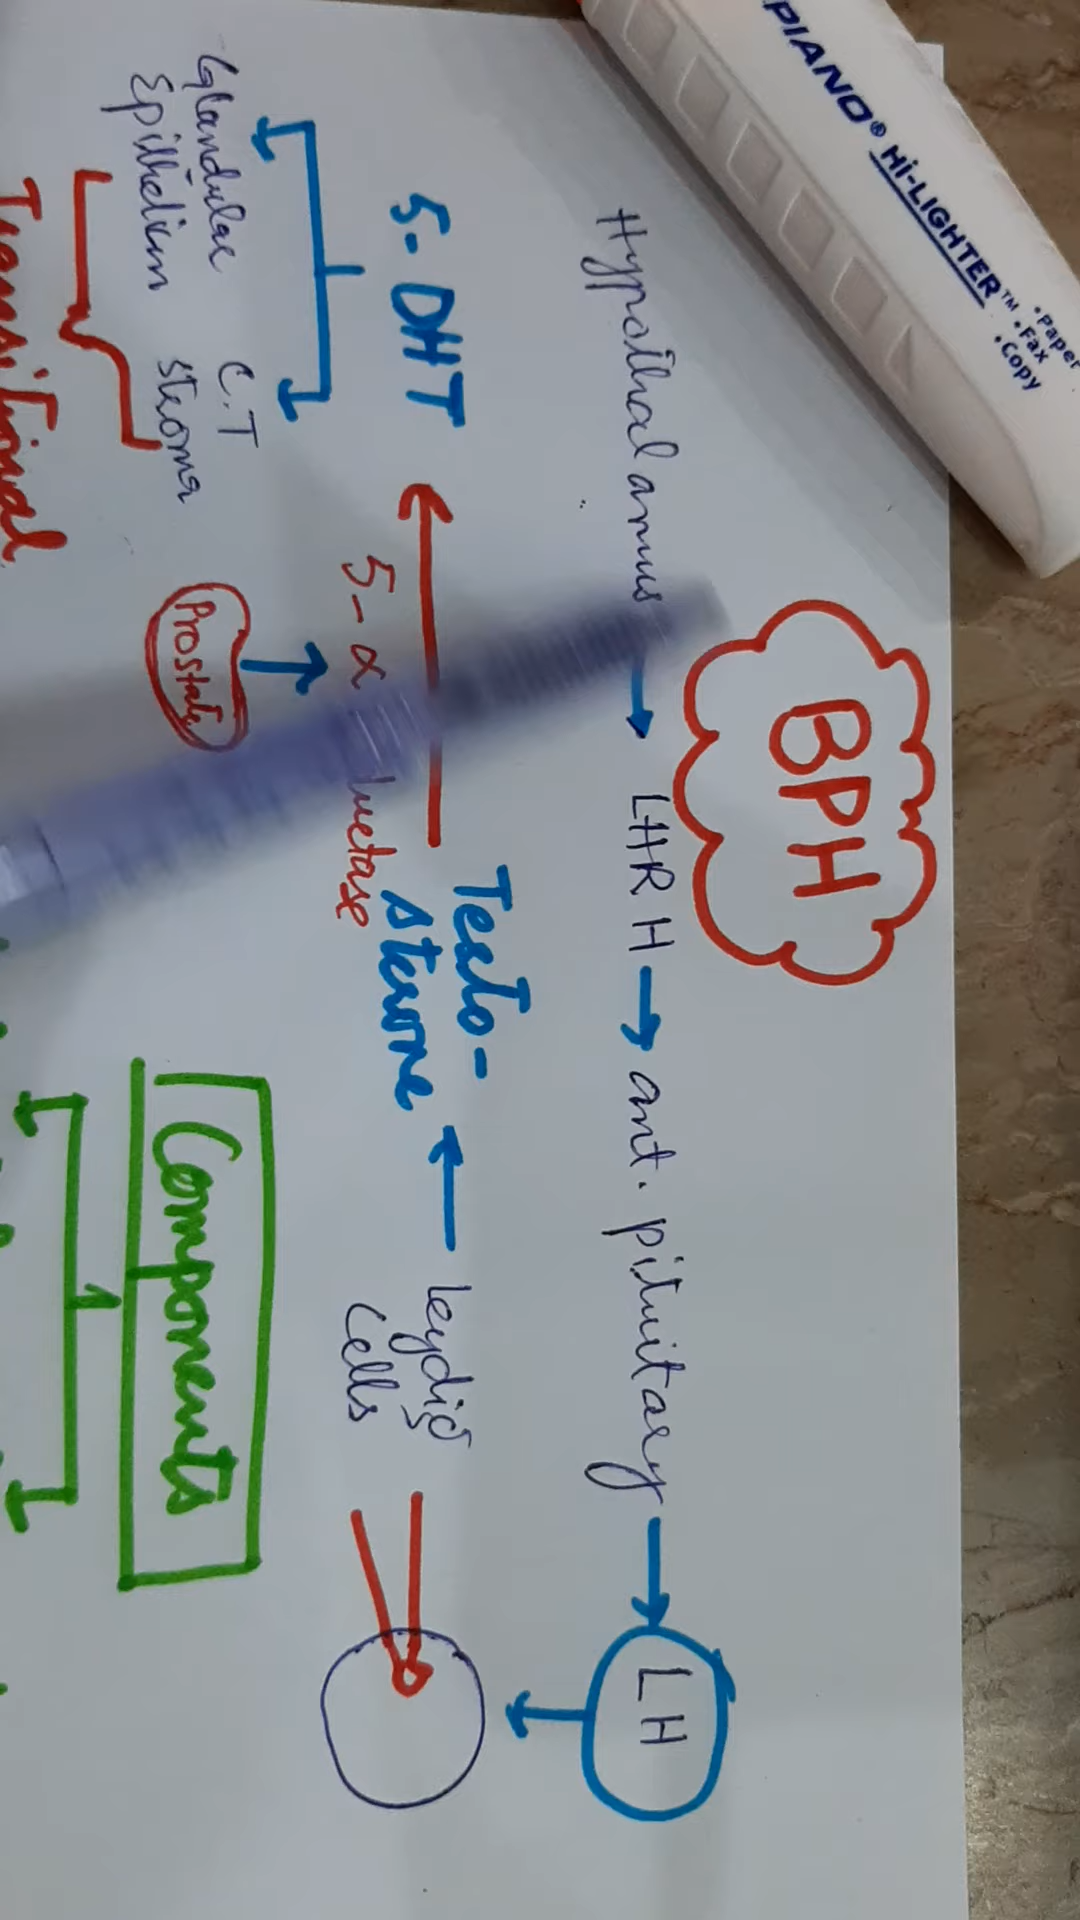 PIANO® Hi-LIGHTER™
•Paper
•Fax
•Copy
BPH
Hypothalamus → LHRH → ant. pituitary → LH
5-DHT
Testo-
sterone
Leydig
Cells
5-α
Prostate
Glandular
Epithelium
C.T
stroma
Transitional
Components